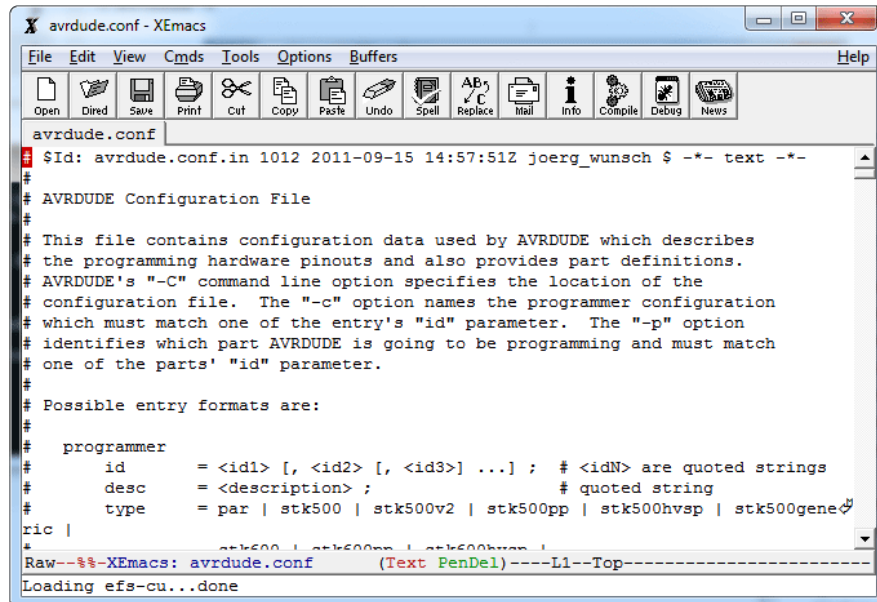 avrdude.conf - XEmacs
File Edit View Cmds Tools Options Buffers Help
Open Dired Save Print Cut Copy Paste Undo Spell Replace Mail Info Compile Debug News
avrdude.conf
# $Id: avrdude.conf.in 1012 2011-09-15 14:57:51Z joerg_wunsch $ -*- text -*-
#
# AVRDUDE Configuration File
#
# This file contains configuration data used by AVRDUDE which describes
# the programming hardware pinouts and also provides part definitions.
# AVRDUDE's "-C" command line option specifies the location of the
# configuration file.  The "-c" option names the programmer configuration
# which must match one of the entry's "id" parameter.  The "-p" option
# identifies which part AVRDUDE is going to be programming and must match
# one of the parts' "id" parameter.
#
# Possible entry formats are:
#
#   programmer
#       id       = <id1> [, <id2> [, <id3>] ...] ;  # <idN> are quoted strings
#       desc     = <description> ;                  # quoted string
#       type     = par | stk500 | stk500v2 | stk500pp | stk500hvsp | stk500gene
ric |
#                  stk600 | stk600pp | stk600hvsp |
Raw--%%-XEmacs: avrdude.conf      (Text PenDel)----L1--Top------------------------
Loading efs-cu...done